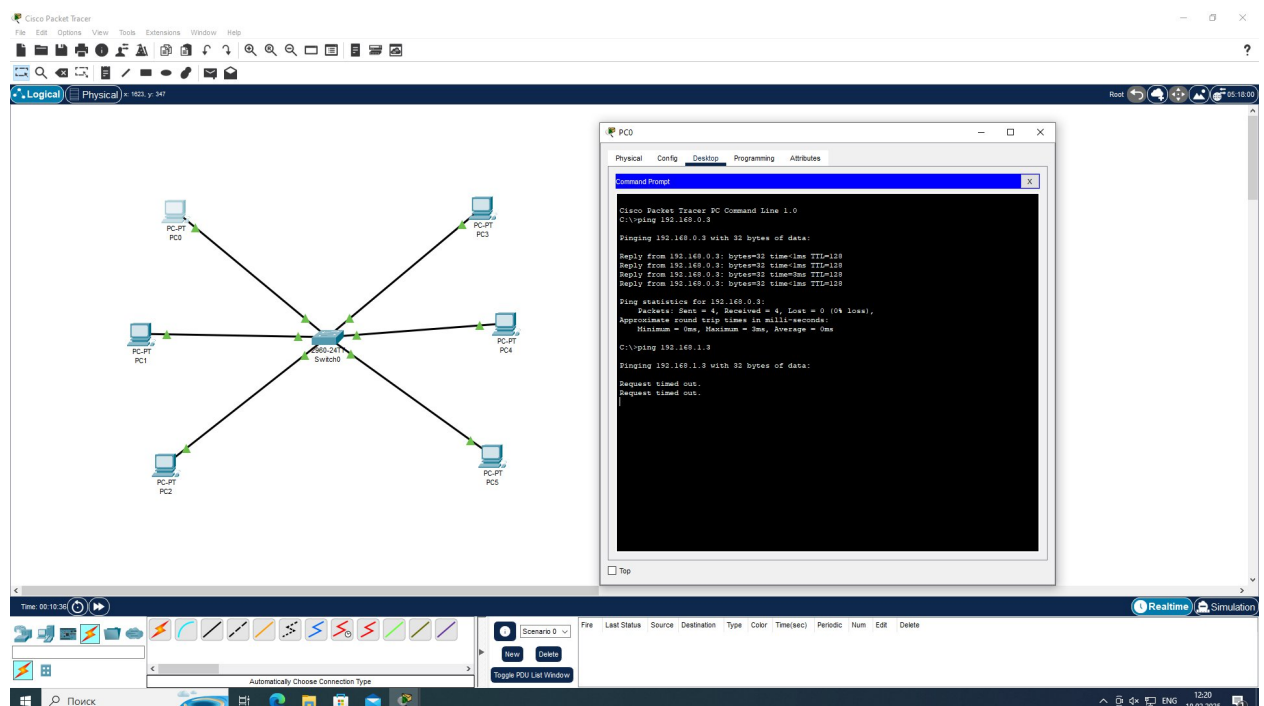 Cisco Packet Tracer
File Edit Options View Tools Extensions Window Help
?
Logical Physical x: 1623, y: 347 Root 05:18:00
PC0
Physical Config Desktop Programming Attributes
Command Prompt X
Cisco Packet Tracer PC Command Line 1.0
C:\>ping 192.168.0.3
Pinging 192.168.0.3 with 32 bytes of data:
Reply from 192.168.0.3: bytes=32 time<1ms TTL=128
Reply from 192.168.0.3: bytes=32 time<1ms TTL=128
Reply from 192.168.0.3: bytes=32 time=3ms TTL=128
Reply from 192.168.0.3: bytes=32 time<1ms TTL=128
Ping statistics for 192.168.0.3:
Packets: Sent = 4, Received = 4, Lost = 0 (0% loss),
Approximate round trip times in milli-seconds:
Minimum = 0ms, Maximum = 3ms, Average = 0ms
C:\>ping 192.168.1.3
Pinging 192.168.1.3 with 32 bytes of data:
Request timed out.
Request timed out.
Top
PC-PT
PC0
PC-PT
PC3
PC-PT
PC1
2960-24TT
Switch0
PC-PT
PC4
PC-PT
PC2
PC-PT
PC5
Time: 00:10:36 Realtime Simulation
Scenario 0
New Delete
Toggle PDU List Window
Fire Last Status Source Destination Type Color Time(sec) Periodic Num Edit Delete
Automatically Choose Connection Type
Поиск
ENG 12:20